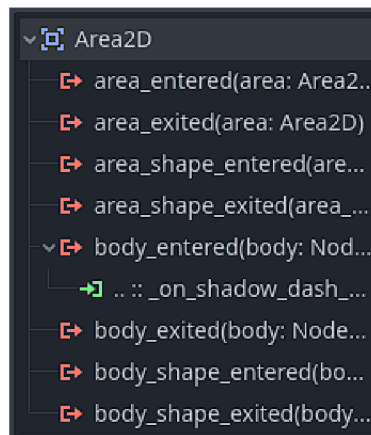 Area2D
area_entered(area: Area2..
area_exited(area: Area2D)
area_shape_entered(are...
area_shape_exited(area_...
body_entered(body: Nod...
.. :: _on_shadow_dash_...
body_exited(body: Node...
body_shape_entered(bo...
body_shape_exited(body...